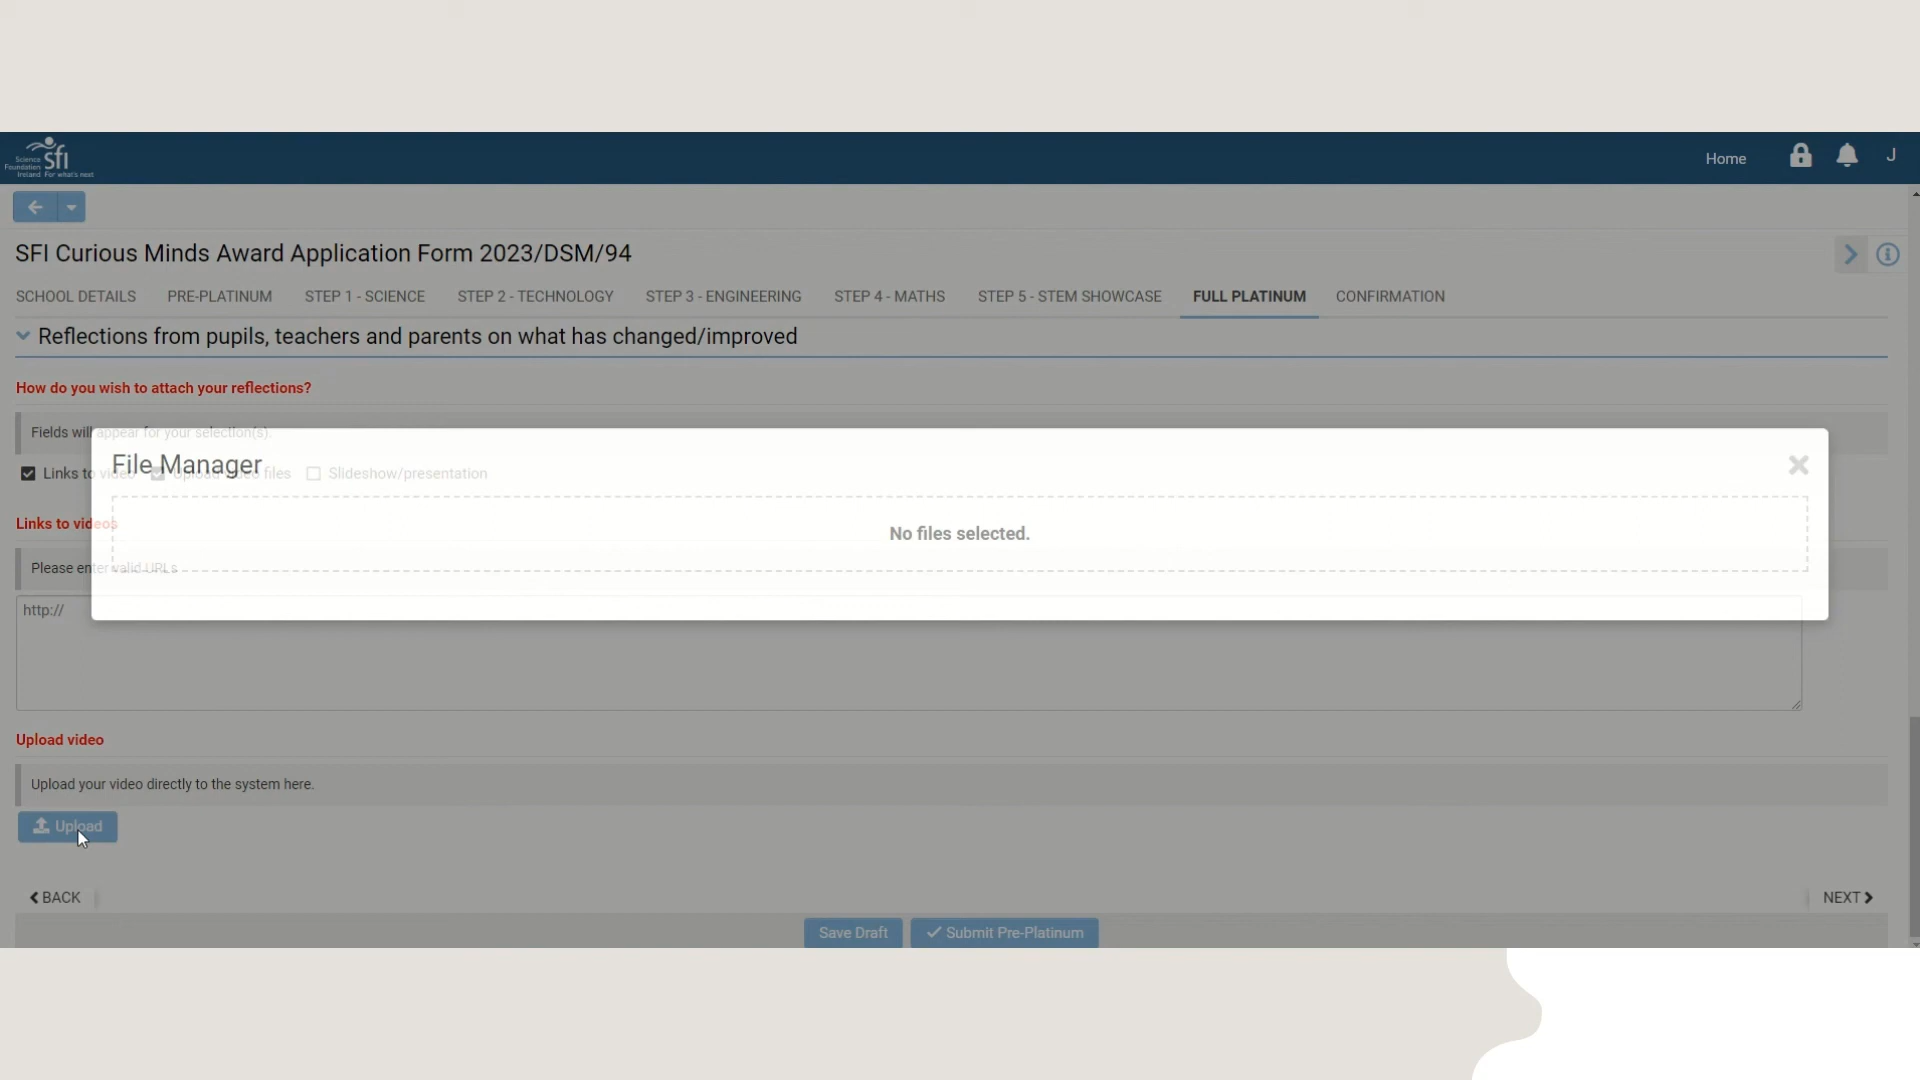 Science
Foundation
Ireland For what's next
sfi
Home
J
SFI Curious Minds Award Application Form 2023/DSM/94
SCHOOL DETAILS PRE-PLATINUM STEP 1 - SCIENCE STEP 2 - TECHNOLOGY STEP 3 - ENGINEERING STEP 4 - MATHS STEP 5 - STEM SHOWCASE FULL PLATINUM CONFIRMATION
Reflections from pupils, teachers and parents on what has changed/improved
How do you wish to attach your reflections?
Fields will appear for your selection(s).
File Manager
Links to video Upload video files Slideshow/presentation
Links to videos
No files selected.
Please enter valid URLs
http://
Upload video
Upload your video directly to the system here.
Upload
BACK
NEXT
Save Draft
Submit Pre-Platinum